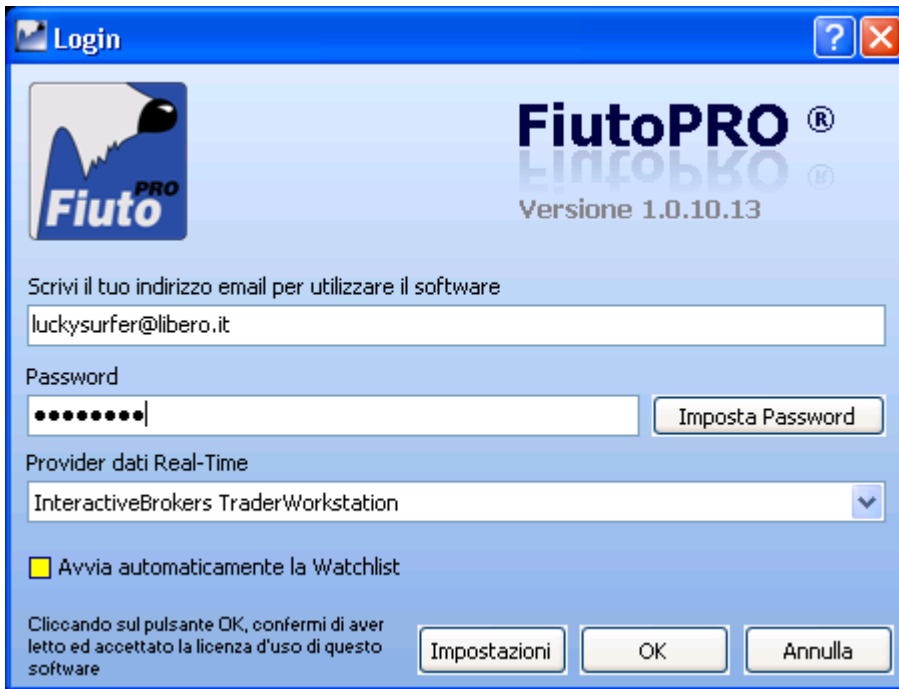 Login
FiutoPRO ®
Fiuto PRO
Versione 1.0.10.13
Scrivi il tuo indirizzo email per utilizzare il software
luckysurfer@libero.it
Password
••••••••
Imposta Password
Provider dati Real-Time
InteractiveBrokers TraderWorkstation
Avvia automaticamente la Watchlist
Cliccando sul pulsante OK, confermi di aver
letto ed accettato la licenza d'uso di questo
software
Impostazioni
OK
Annulla